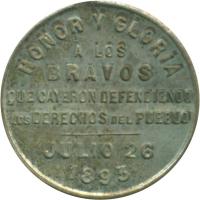 HONOR Y GLORIA
A LOS
BRAVOS
QUE CAYERON DEFENDIENDO
LOS DERECHOS DEL PUEBLO
JULIO 26
1893